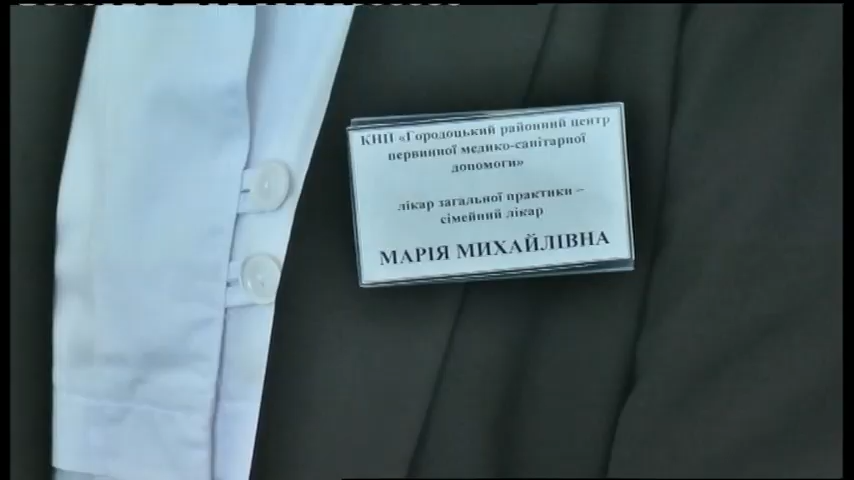 КНП «Городоцький районний центр
первинної медико-санітарної
допомоги»
лікар загальної практики –
сімейний лікар
МАРІЯ МИХАЙЛІВНА